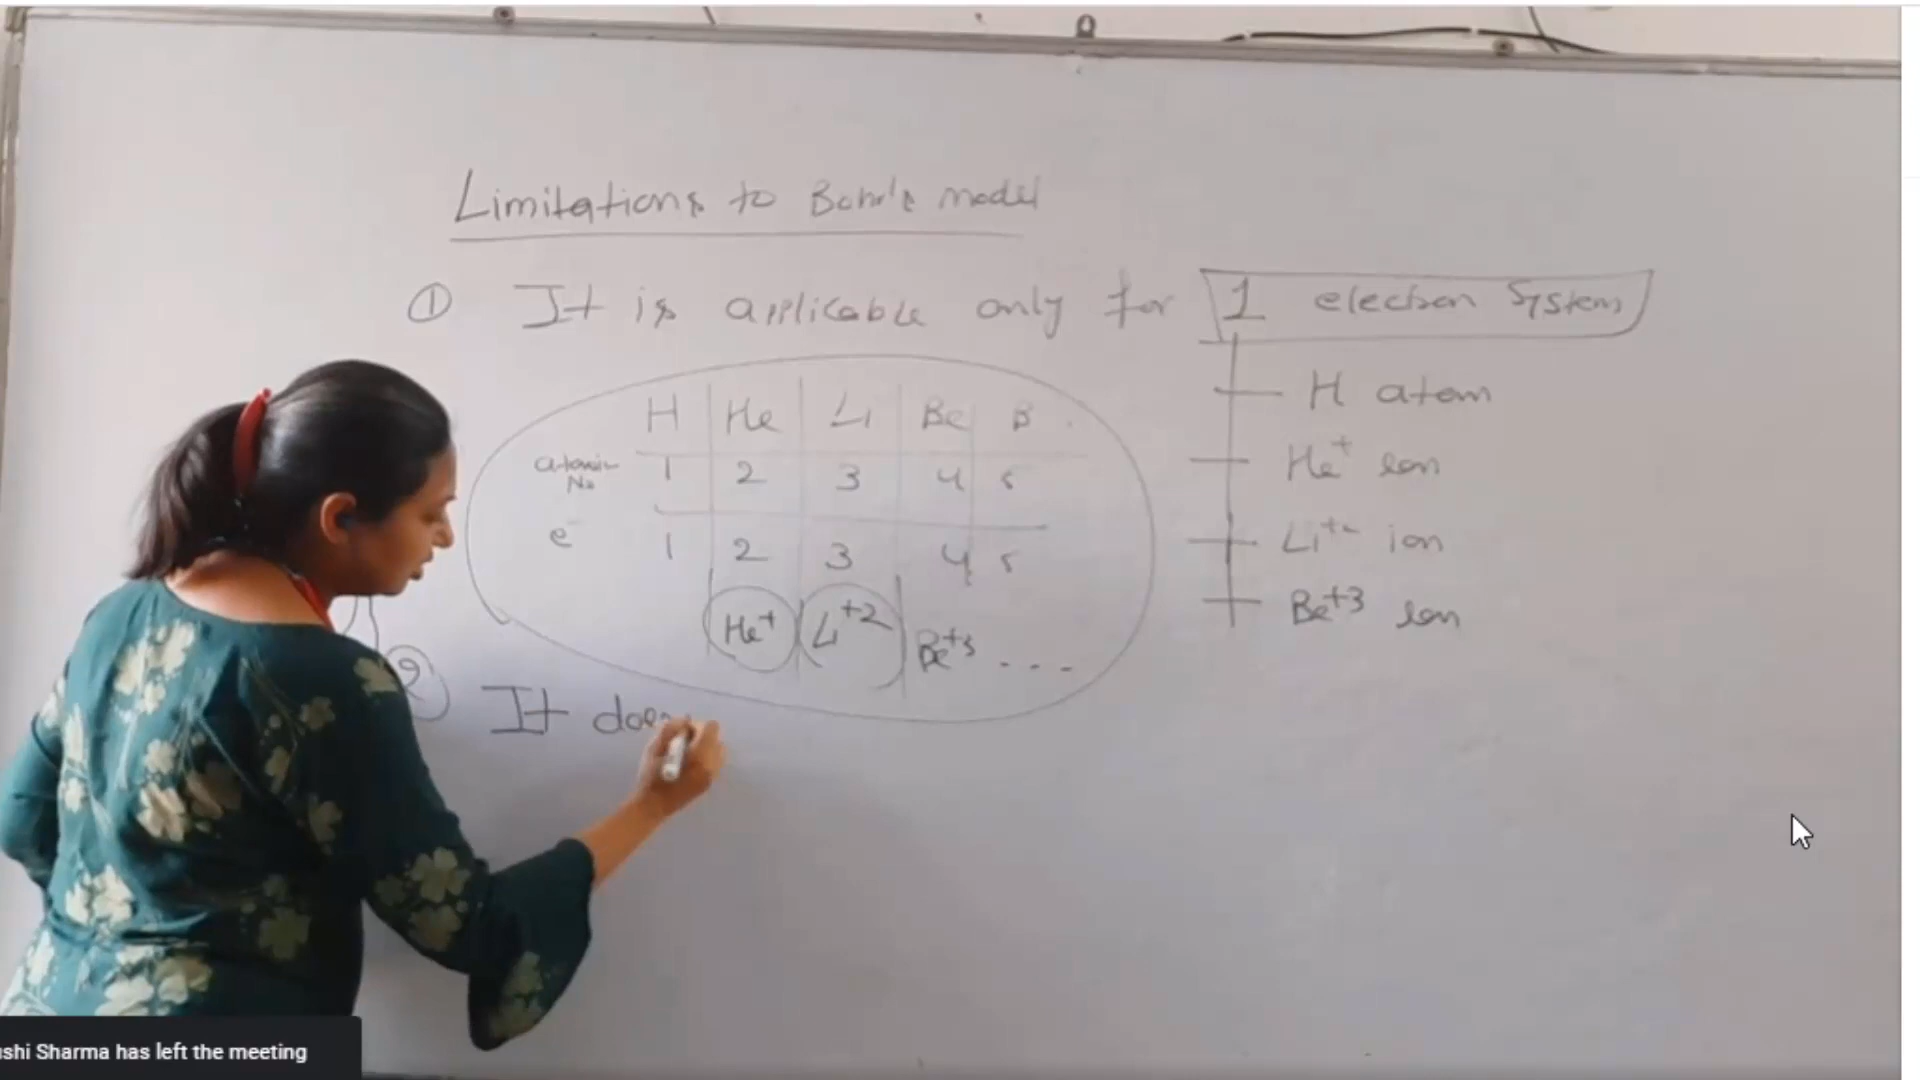 Limitations to Bohr's model
① It is applicable only for 1 electron System
H He Li Be B
atomic No 1 2 3 4 5
e⁻ 1 2 3 4 5
He⁺ Li⁺² Be⁺³ ...
H atom
He⁺ ion
Li⁺² ion
Be⁺³ ion
② It does
shi Sharma has left the meeting